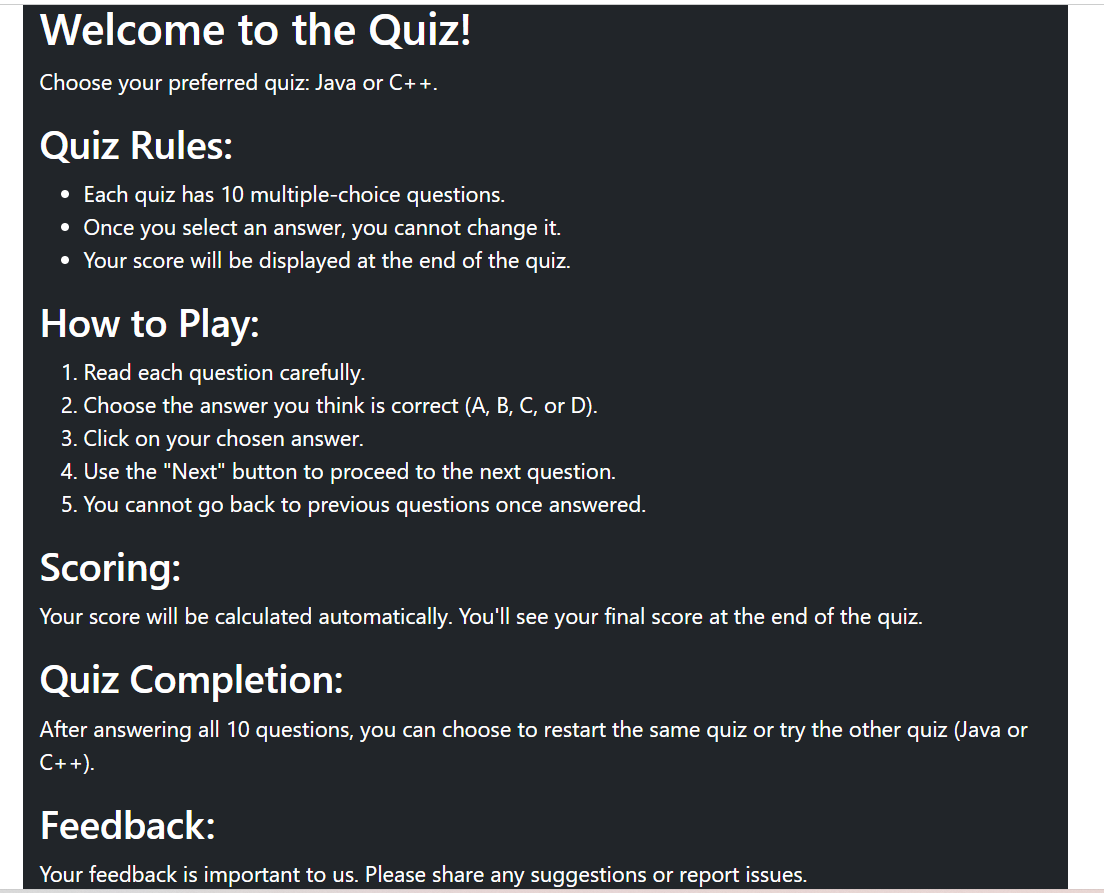 Welcome to the Quiz!
Choose your preferred quiz: Java or C++.
Quiz Rules:
• Each quiz has 10 multiple-choice questions.
• Once you select an answer, you cannot change it.
• Your score will be displayed at the end of the quiz.
How to Play:
1. Read each question carefully.
2. Choose the answer you think is correct (A, B, C, or D).
3. Click on your chosen answer.
4. Use the "Next" button to proceed to the next question.
5. You cannot go back to previous questions once answered.
Scoring:
Your score will be calculated automatically. You'll see your final score at the end of the quiz.
Quiz Completion:
After answering all 10 questions, you can choose to restart the same quiz or try the other quiz (Java or
C++).
Feedback:
Your feedback is important to us. Please share any suggestions or report issues.